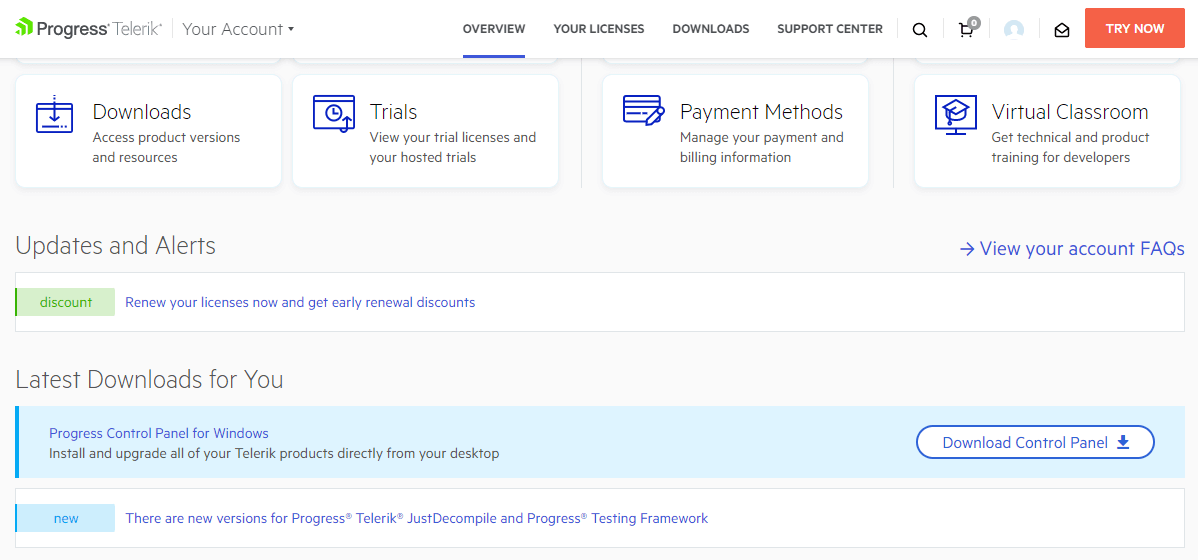 Progress® Telerik®
Your Account
OVERVIEW
YOUR LICENSES
DOWNLOADS
SUPPORT CENTER
0
TRY NOW
Downloads
Access product versions
and resources
Trials
View your trial licenses and
your hosted trials
Payment Methods
Manage your payment and
billing information
Virtual Classroom
Get technical and product
training for developers
Updates and Alerts
→ View your account FAQs
discount
Renew your licenses now and get early renewal discounts
Latest Downloads for You
Progress Control Panel for Windows
Install and upgrade all of your Telerik products directly from your desktop
Download Control Panel
new
There are new versions for Progress® Telerik® JustDecompile and Progress® Testing Framework